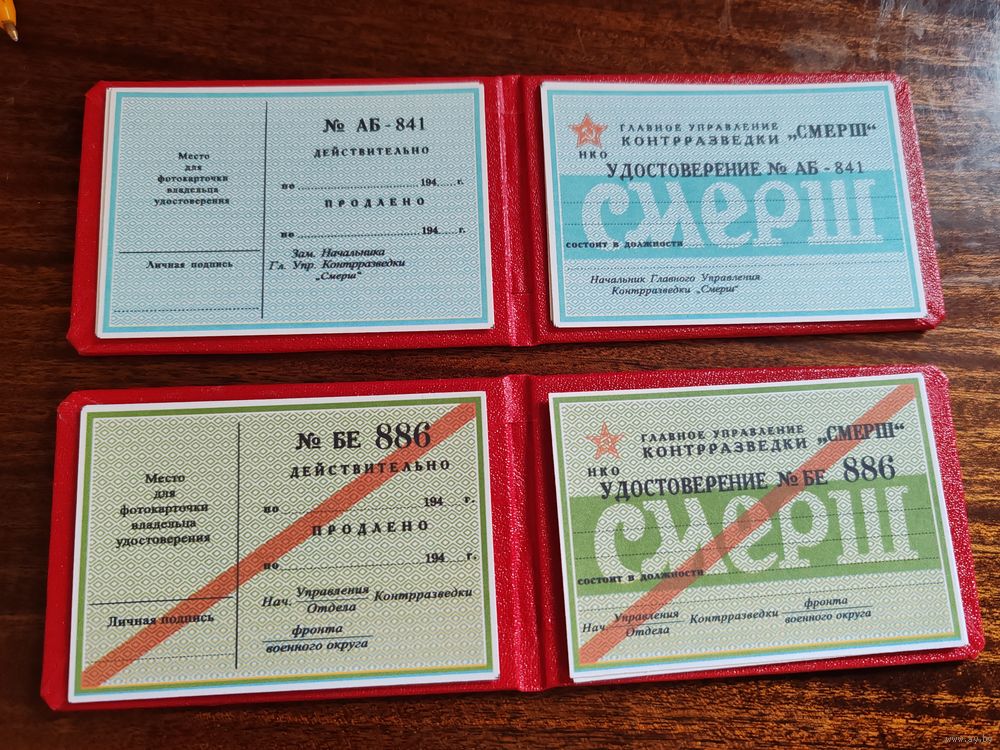 № АБ - 841
ДЕЙСТВИТЕЛЬНО
Место
для
фотокарточки
владельца
удостоверения
по 194 г.
ПРОДЛЕНО
по 194 г.
Личная подпись
Зам. Начальника
Гл. Упр. Контрразведки
„Смерш“
ГЛАВНОЕ УПРАВЛЕНИЕ
КОНТРРАЗВЕДКИ „СМЕРШ“
НКО
УДОСТОВЕРЕНИЕ № АБ - 841
смерш
состоит в должности
Начальник Главного Управления
Контрразведки „Смерш“
№ БЕ 886
ДЕЙСТВИТЕЛЬНО
Место
для
фотокарточки
владельца
удостоверения
по 194 г.
ПРОДЛЕНО
по 194 г.
Личная подпись
Нач. Управления Контрразведки
Отдела
фронта
военного округа
ГЛАВНОЕ УПРАВЛЕНИЕ
КОНТРРАЗВЕДКИ „СМЕРШ“
НКО
УДОСТОВЕРЕНИЕ № БЕ 886
смерш
состоит в должности
Нач. Управления Контрразведки фронта
Отдела военного округа
www.ay.by